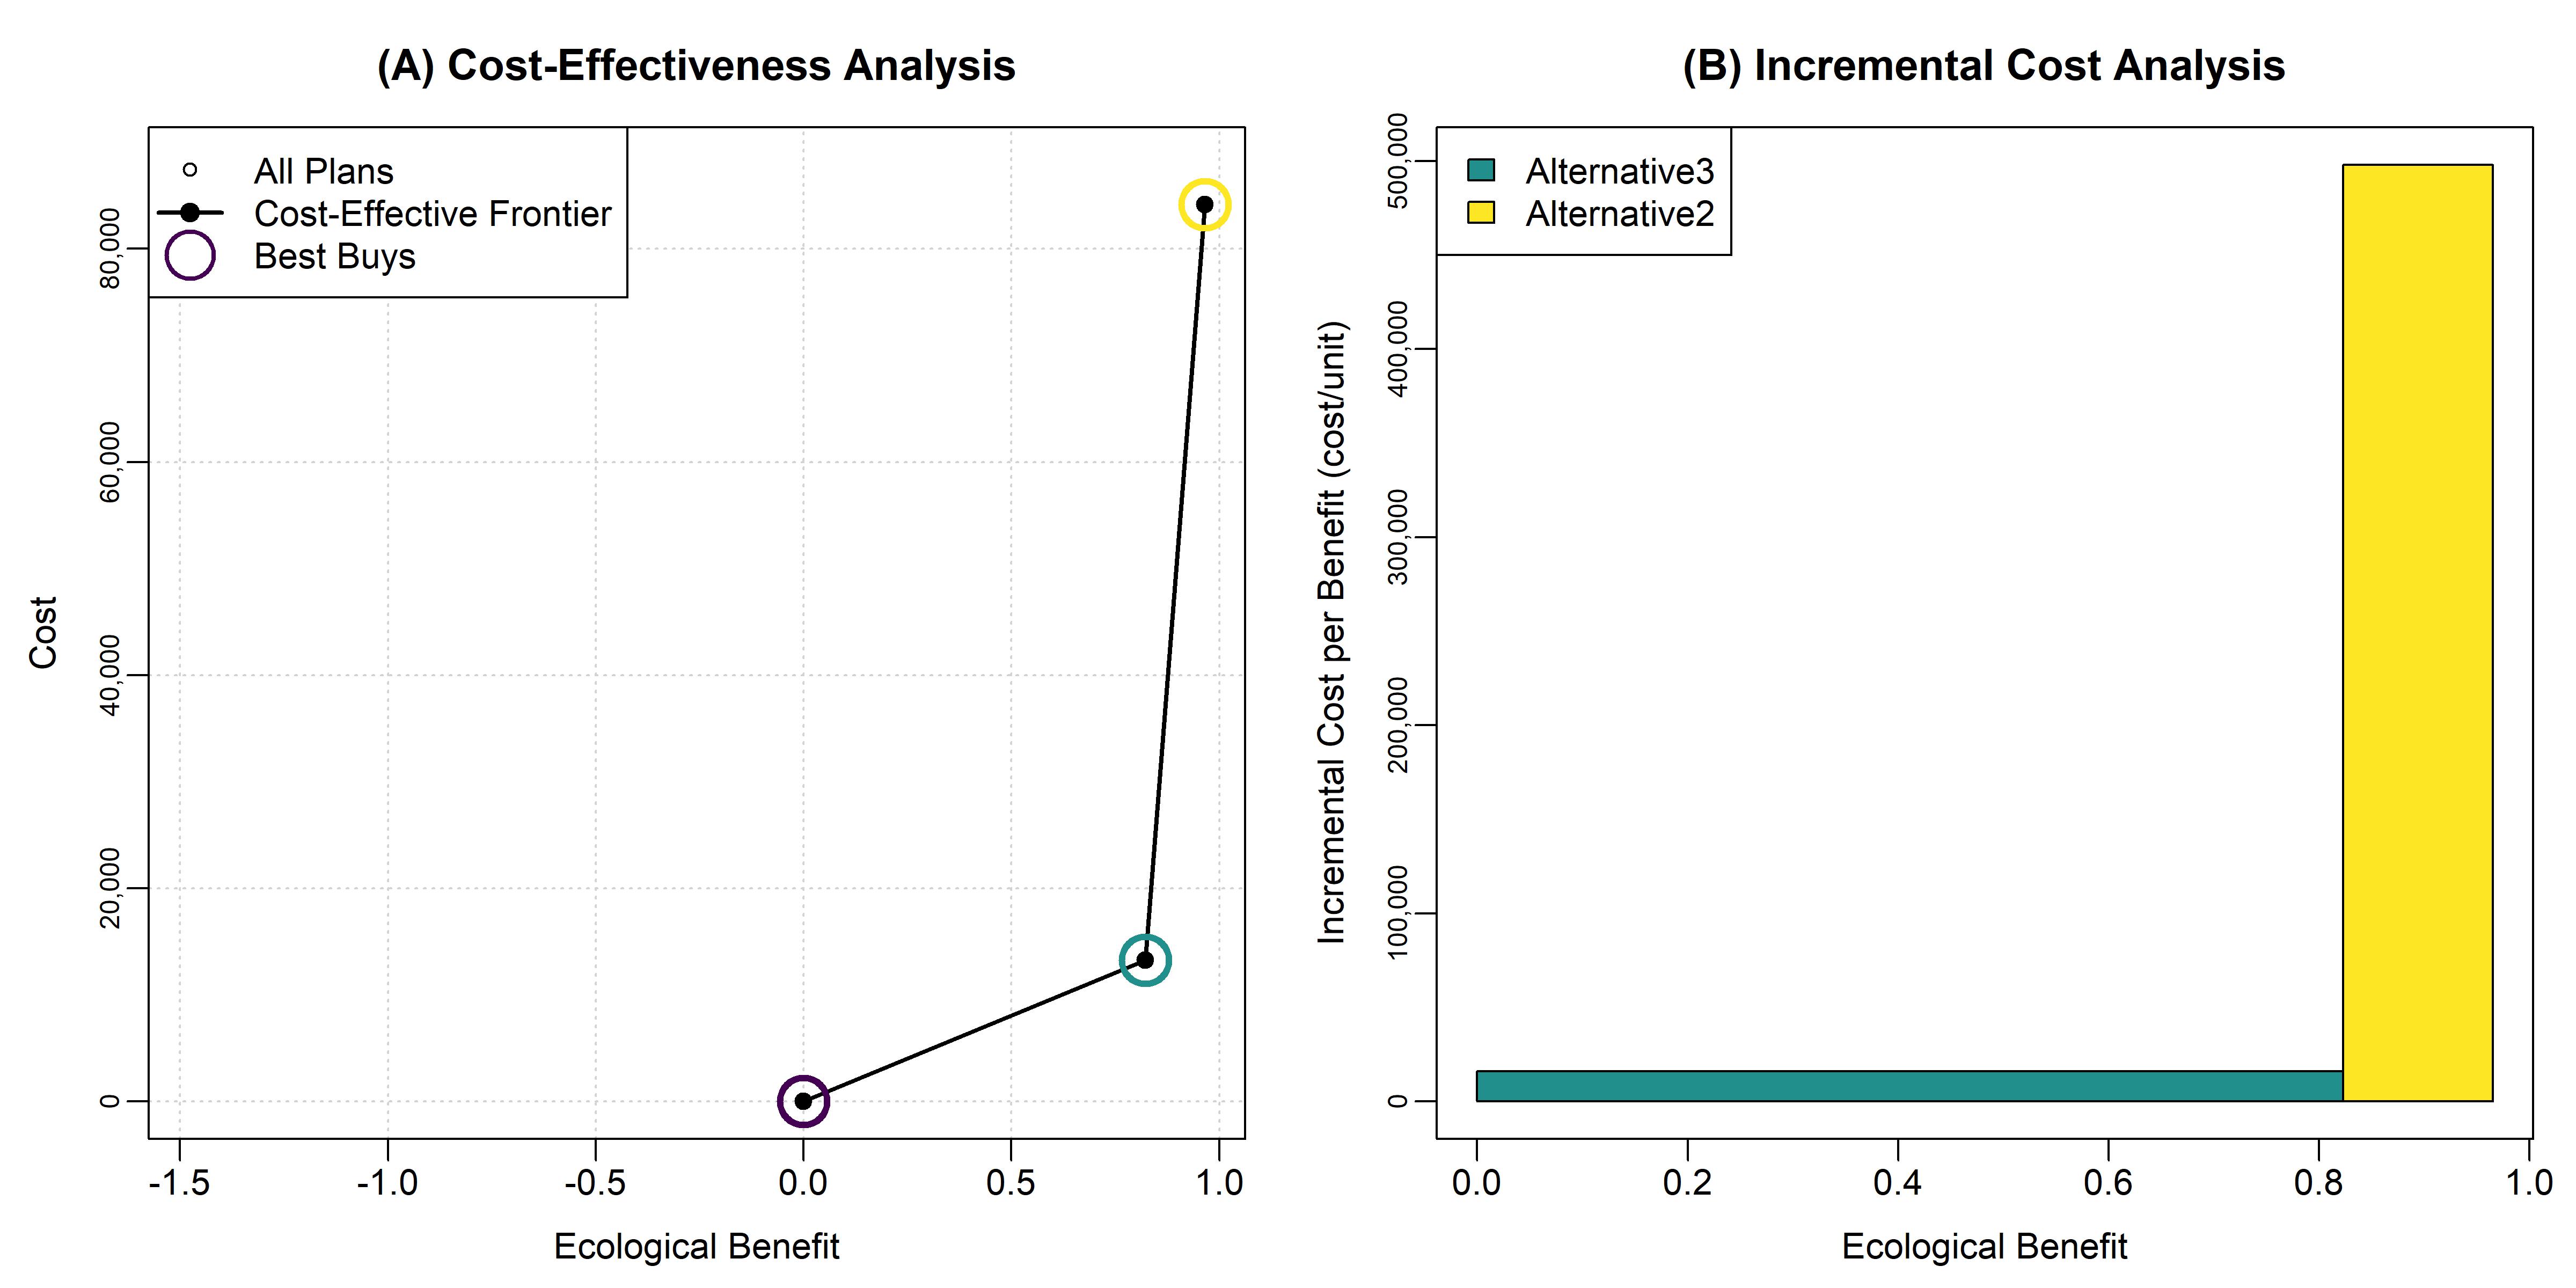 (A) Cost-Effectiveness Analysis
All Plans
Cost-Effective Frontier
Best Buys
Cost
80,000
60,000
40,000
20,000
0
-1.5
-1.0
-0.5
0.0
0.5
1.0
Ecological Benefit
(B) Incremental Cost Analysis
Alternative3
Alternative2
Incremental Cost per Benefit (cost/unit)
500,000
400,000
300,000
200,000
100,000
0
0.0
0.2
0.4
0.6
0.8
1.0
Ecological Benefit